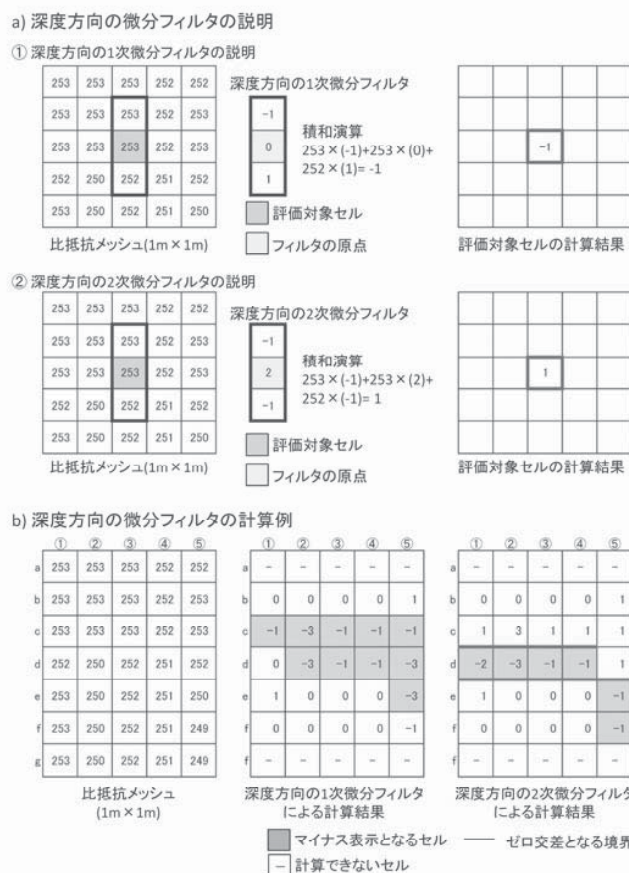 a) 深度方向の微分フィルタの説明
① 深度方向の1次微分フィルタの説明
253 253 253 252 252
253 253 253 252 253
253 253 253 252 253
252 250 252 251 252
253 250 252 251 250
比抵抗メッシュ(1m×1m)
深度方向の1次微分フィルタ
-1
0
1
積和演算
253×(-1)+253×(0)+
252×(1)= -1
評価対象セル
フィルタの原点
-1
評価対象セルの計算結果
② 深度方向の2次微分フィルタの説明
253 253 253 252 252
253 253 253 252 253
253 253 253 252 253
252 250 252 251 252
253 250 252 251 250
比抵抗メッシュ(1m×1m)
深度方向の2次微分フィルタ
-1
2
-1
積和演算
253×(-1)+253×(2)+
252×(-1)= 1
評価対象セル
フィルタの原点
1
評価対象セルの計算結果
b) 深度方向の微分フィルタの計算例
① ② ③ ④ ⑤
a 253 253 253 252 252
b 253 253 253 252 253
c 253 253 253 252 253
d 252 250 252 251 252
e 253 250 252 251 250
f 253 250 252 251 249
g 253 250 252 251 249
比抵抗メッシュ
(1m×1m)
① ② ③ ④ ⑤
a - - - - -
b 0 0 0 0 1
c -1 -3 -1 -1 -1
d 0 -3 -1 -1 -3
e 1 0 0 0 -3
f 0 0 0 0 -1
f - - - - -
深度方向の1次微分フィルタ
による計算結果
① ② ③ ④ ⑤
a - - - - -
b 0 0 0 0 1
c 1 3 1 1 1
d -2 -3 -1 -1 1
e 1 0 0 0 -1
f 0 0 0 0 -1
f - - - - -
深度方向の2次微分フィルタ
による計算結果
マイナス表示となるセル
ゼロ交差となる境界
- 計算できないセル